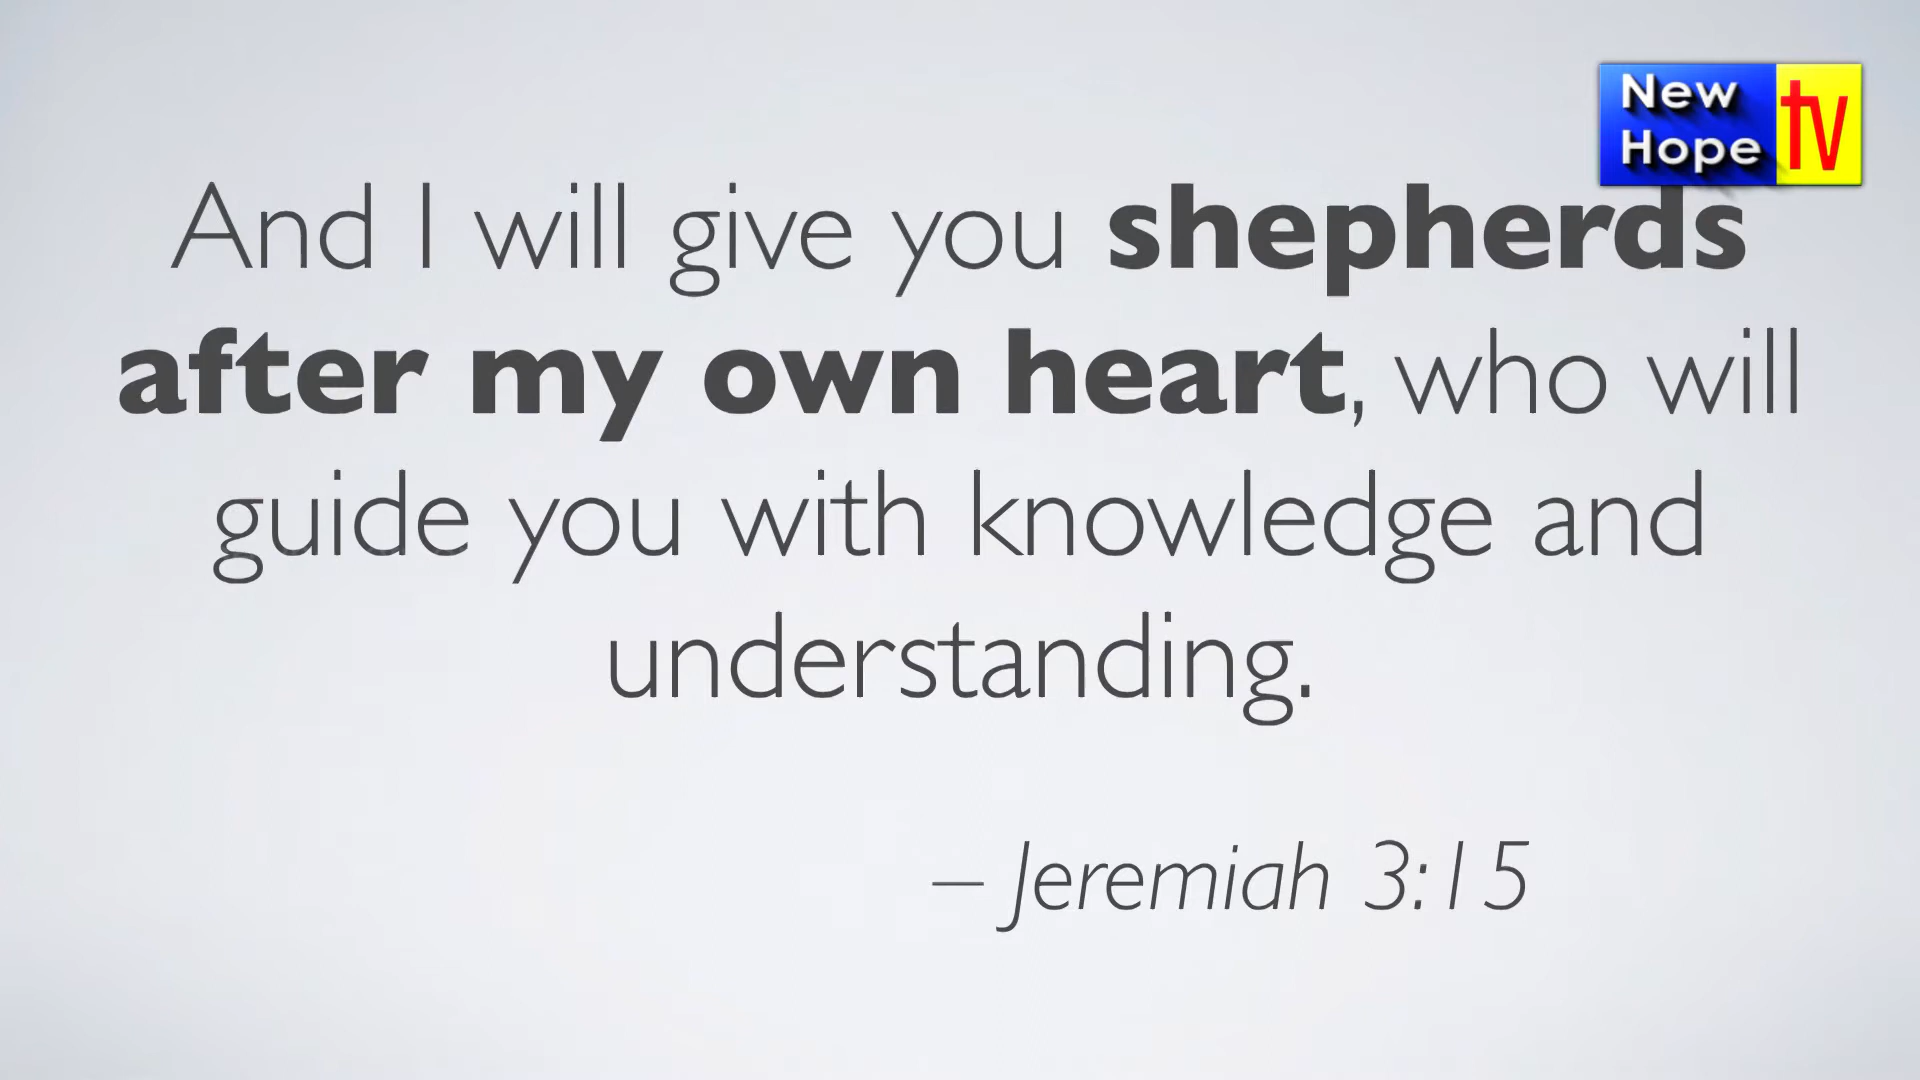 New
Hope
tv
And I will give you shepherds
after my own heart, who will
guide you with knowledge and
understanding.
– Jeremiah 3:15